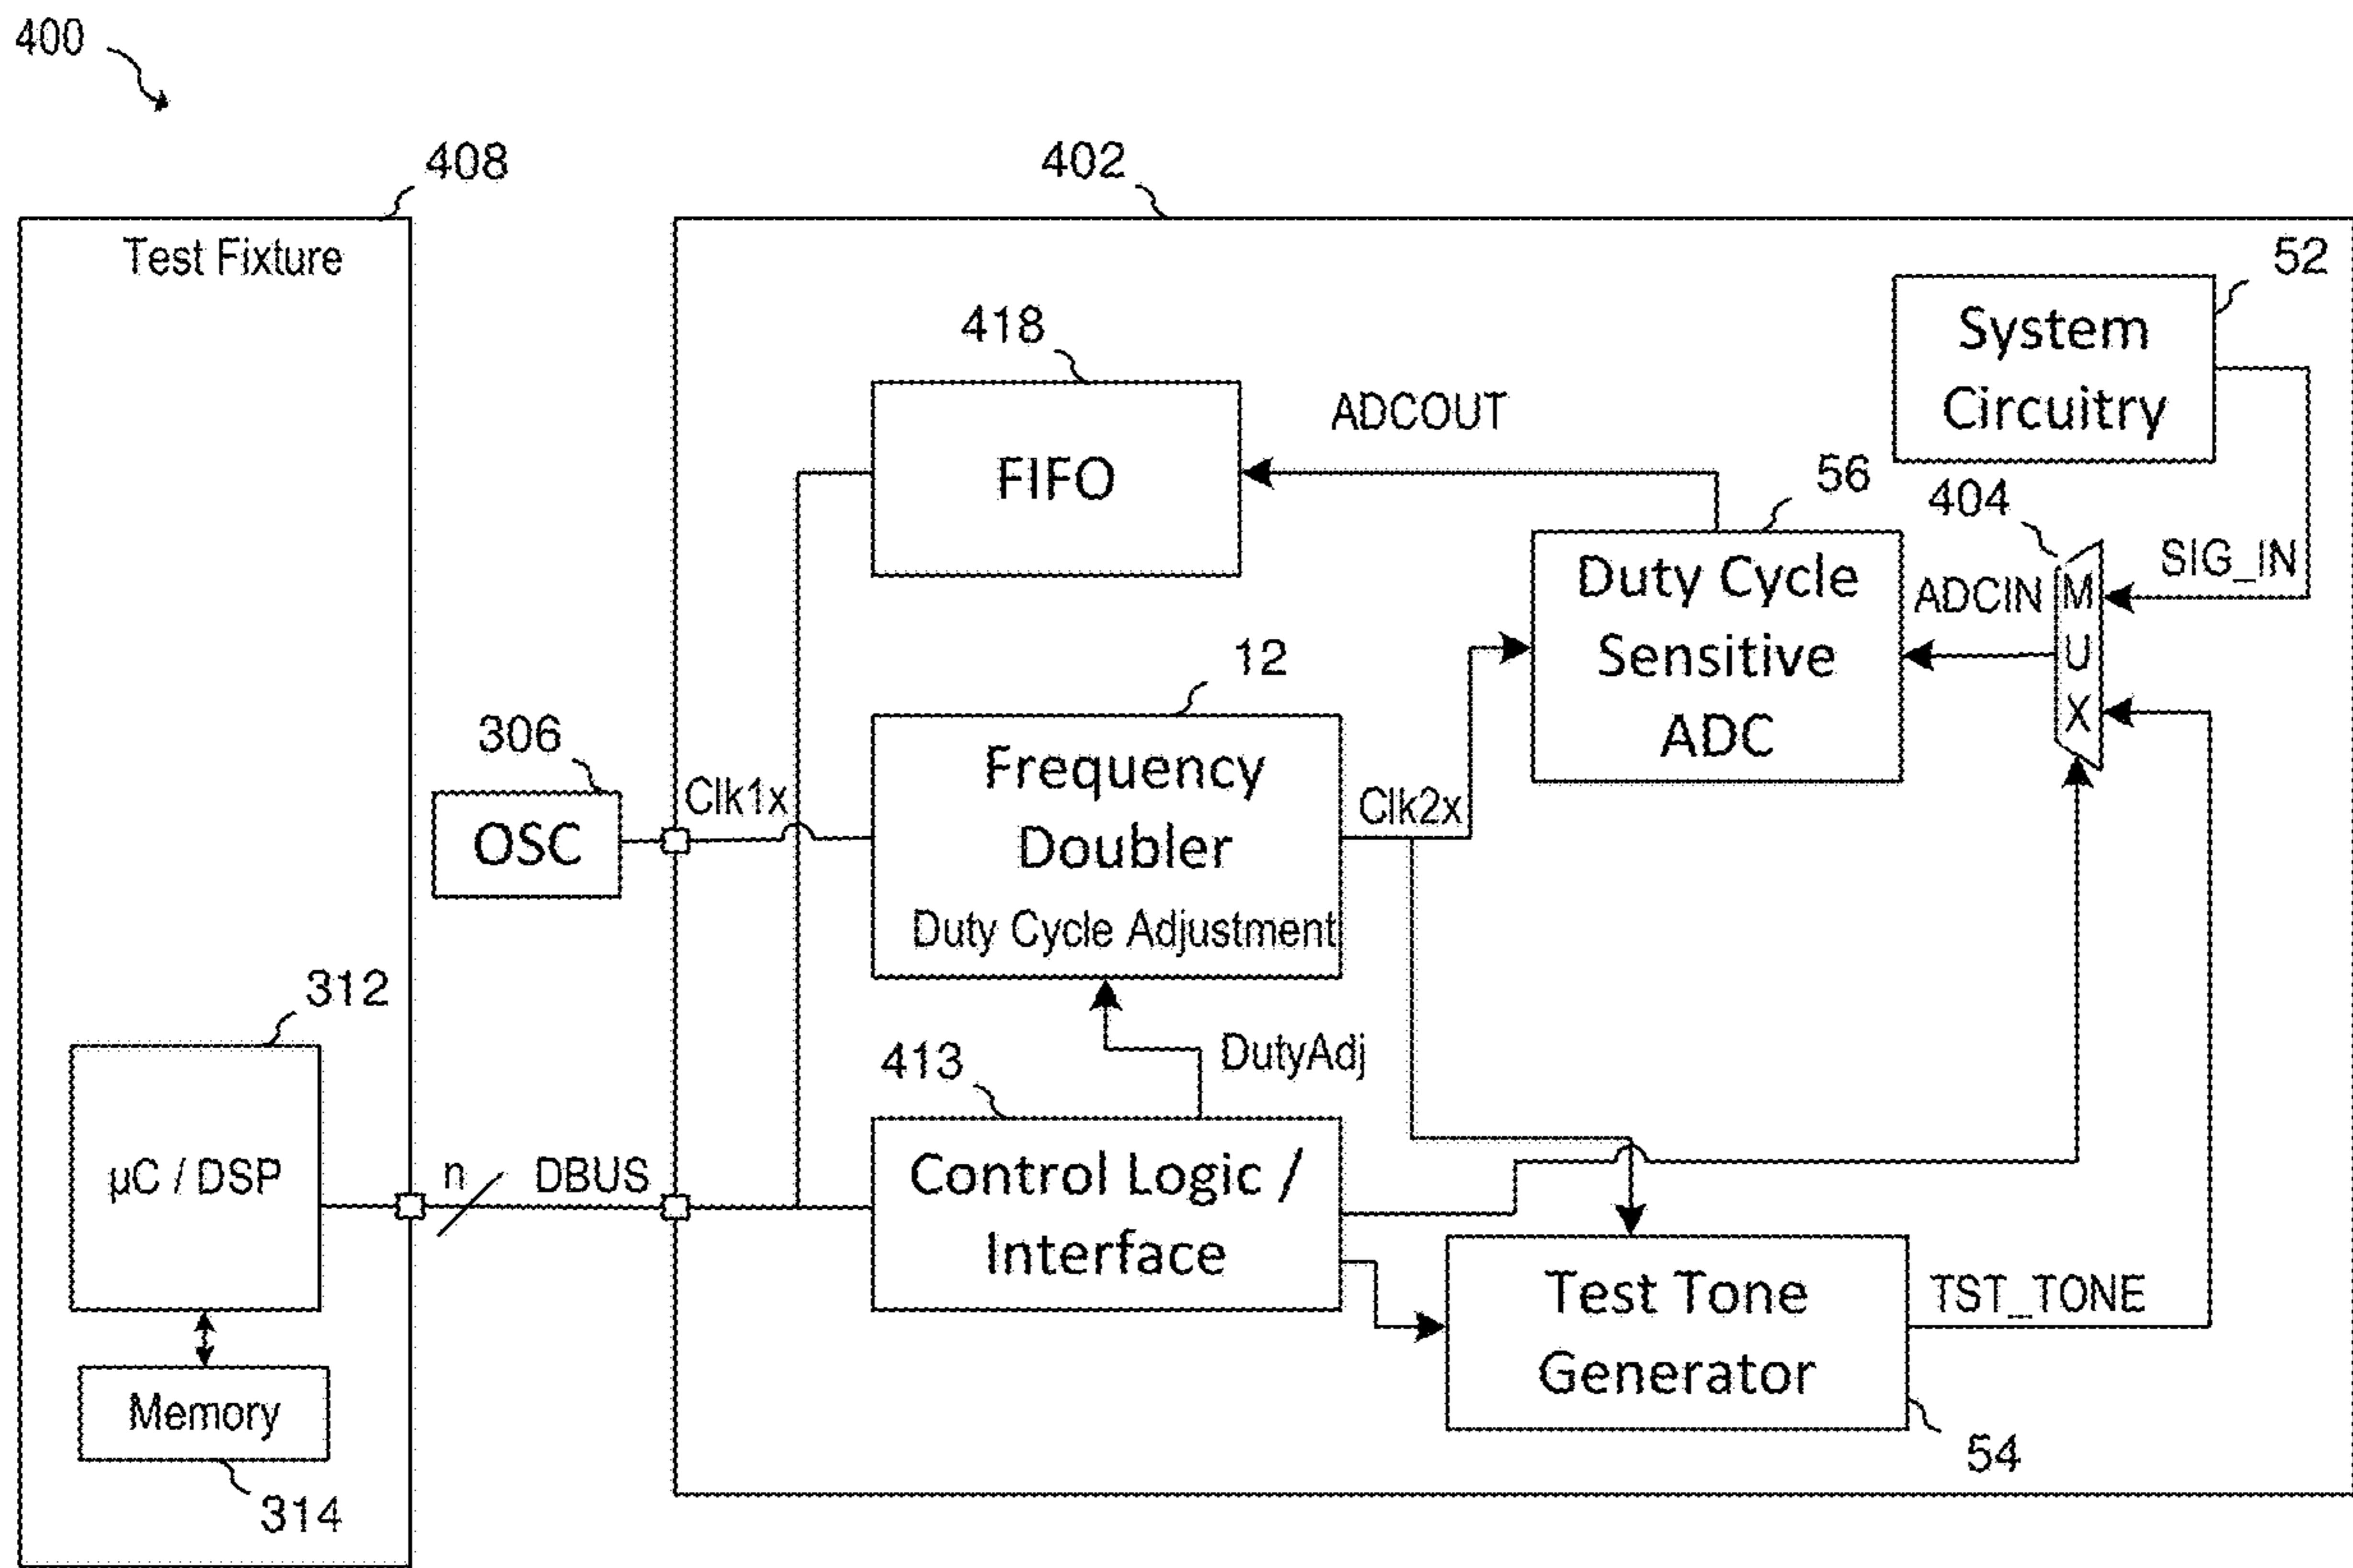 400
408
402
Test Fixture
52
System
Circuitry
418
FIFO
ADCOUT
56
404
Duty Cycle
Sensitive
ADC
ADCIN
M
U
X
SIG_IN
12
306
OSC
Clk1x
Frequency
Doubler
Duty Cycle Adjustment
Clk2x
312
µC / DSP
413
DutyAdj
n
DBUS
Control Logic /
Interface
Test Tone
Generator
TST_TONE
Memory
314
54